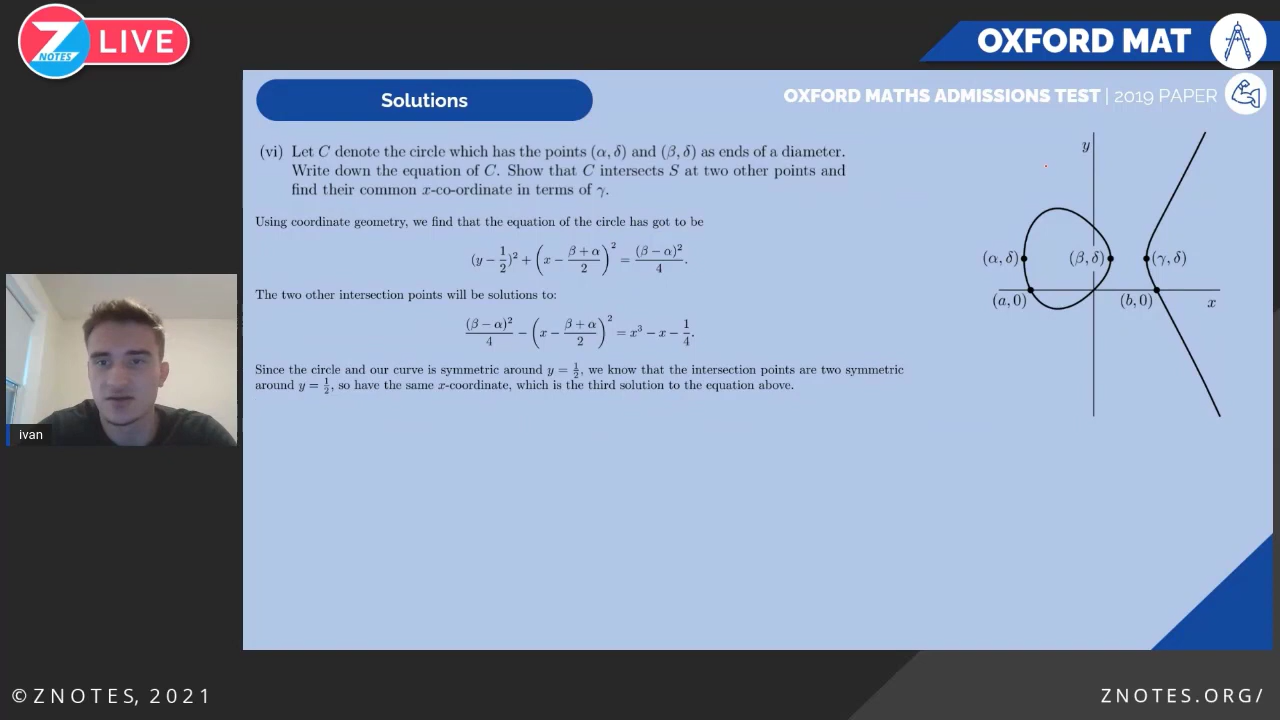 Z NOTES LIVE
OXFORD MAT
Solutions
OXFORD MATHS ADMISSIONS TEST | 2019 PAPER
(vi) Let C denote the circle which has the points (α, δ) and (β, δ) as ends of a diameter.
Write down the equation of C. Show that C intersects S at two other points and
find their common x-co-ordinate in terms of γ.
Using coordinate geometry, we find that the equation of the circle has got to be
(y − 1/2)² + (x − (β + α)/2)² = (β − α)²/4.
The two other intersection points will be solutions to:
(β − α)²/4 − (x − (β + α)/2)² = x³ − x − 1/4.
Since the circle and our curve is symmetric around y = 1/2, we know that the intersection points are two symmetric
around y = 1/2, so have the same x-coordinate, which is the third solution to the equation above.
y
(α, δ)
(β, δ)
(γ, δ)
(a, 0)
(b, 0)
x
ivan
© ZNOTES, 2021
ZNOTES.ORG/